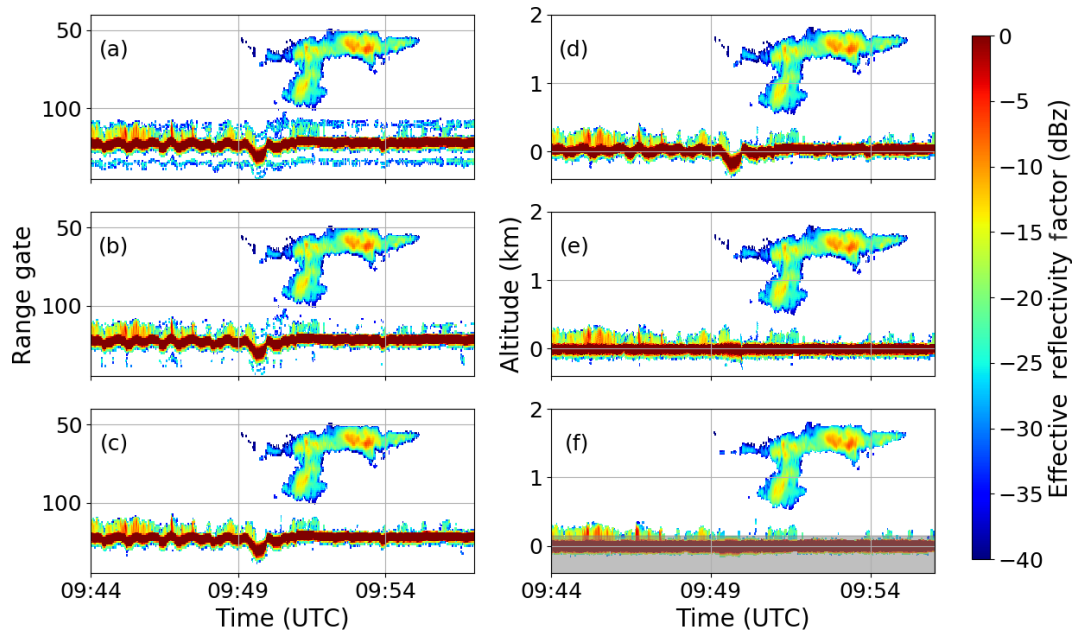 50
(a)
100
(b)
50
100
(c)
50
100
Range gate
09:44
09:49
09:54
Time (UTC)
2
(d)
1
0
2
(e)
1
0
2
(f)
1
0
Altitude (km)
09:44
09:49
09:54
Time (UTC)
0
−5
−10
−15
−20
−25
−30
−35
−40
Effective reflectivity factor (dBz)